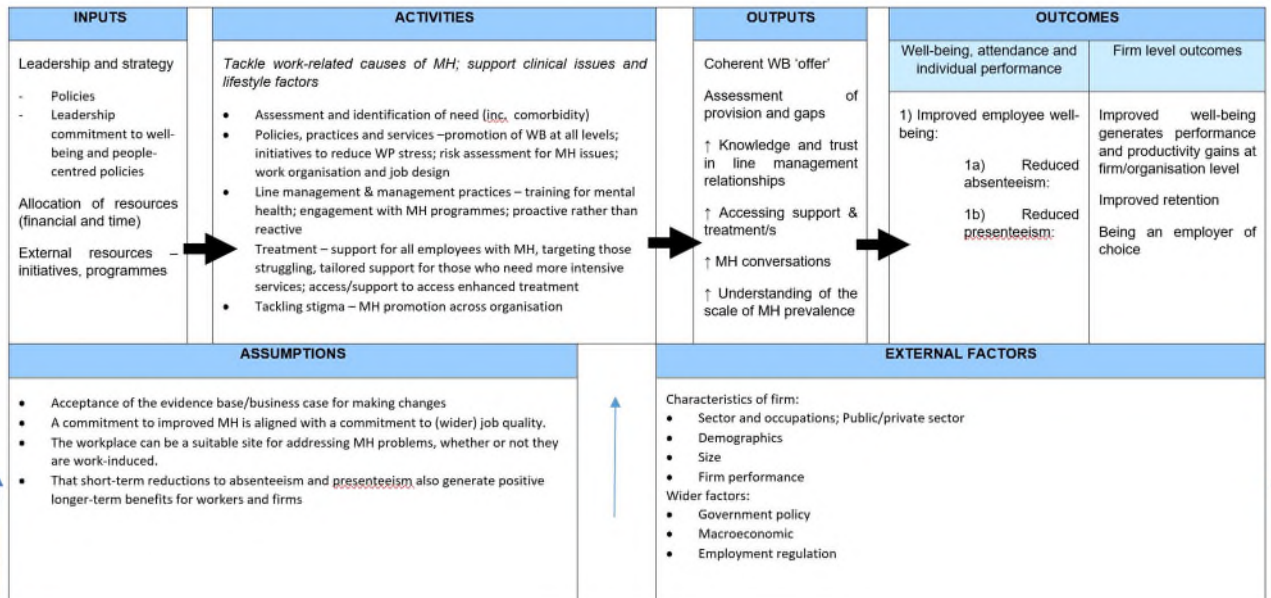 INPUTS
Leadership and strategy
- Policies
- Leadership
commitment to well-
being and people-
centred policies
Allocation of resources
(financial and time)
External resources –
initiatives, programmes
ACTIVITIES
Tackle work-related causes of MH; support clinical issues and
lifestyle factors
• Assessment and identification of need (inc. comorbidity)
• Policies, practices and services –promotion of WB at all levels;
initiatives to reduce WP stress; risk assessment for MH issues;
work organisation and job design
• Line management & management practices – training for mental
health; engagement with MH programmes; proactive rather than
reactive
• Treatment – support for all employees with MH, targeting those
struggling, tailored support for those who need more intensive
services; access/support to access enhanced treatment
• Tackling stigma – MH promotion across organisation
OUTPUTS
Coherent WB ‘offer’
Assessment of
provision and gaps
↑ Knowledge and trust
in line management
relationships
↑ Accessing support &
treatment/s
↑ MH conversations
↑ Understanding of the
scale of MH prevalence
OUTCOMES
Well-being, attendance and
individual performance
1) Improved employee well-
being:
1a) Reduced
absenteeism:
1b) Reduced
presenteeism:
Firm level outcomes
Improved well-being
generates performance
and productivity gains at
firm/organisation level
Improved retention
Being an employer of
choice
ASSUMPTIONS
• Acceptance of the evidence base/business case for making changes
• A commitment to improved MH is aligned with a commitment to (wider) job quality.
• The workplace can be a suitable site for addressing MH problems, whether or not they
are work-induced.
• That short-term reductions to absenteeism and presenteeism also generate positive
longer-term benefits for workers and firms
EXTERNAL FACTORS
Characteristics of firm:
• Sector and occupations; Public/private sector
• Demographics
• Size
• Firm performance
Wider factors:
• Government policy
• Macroeconomic
• Employment regulation